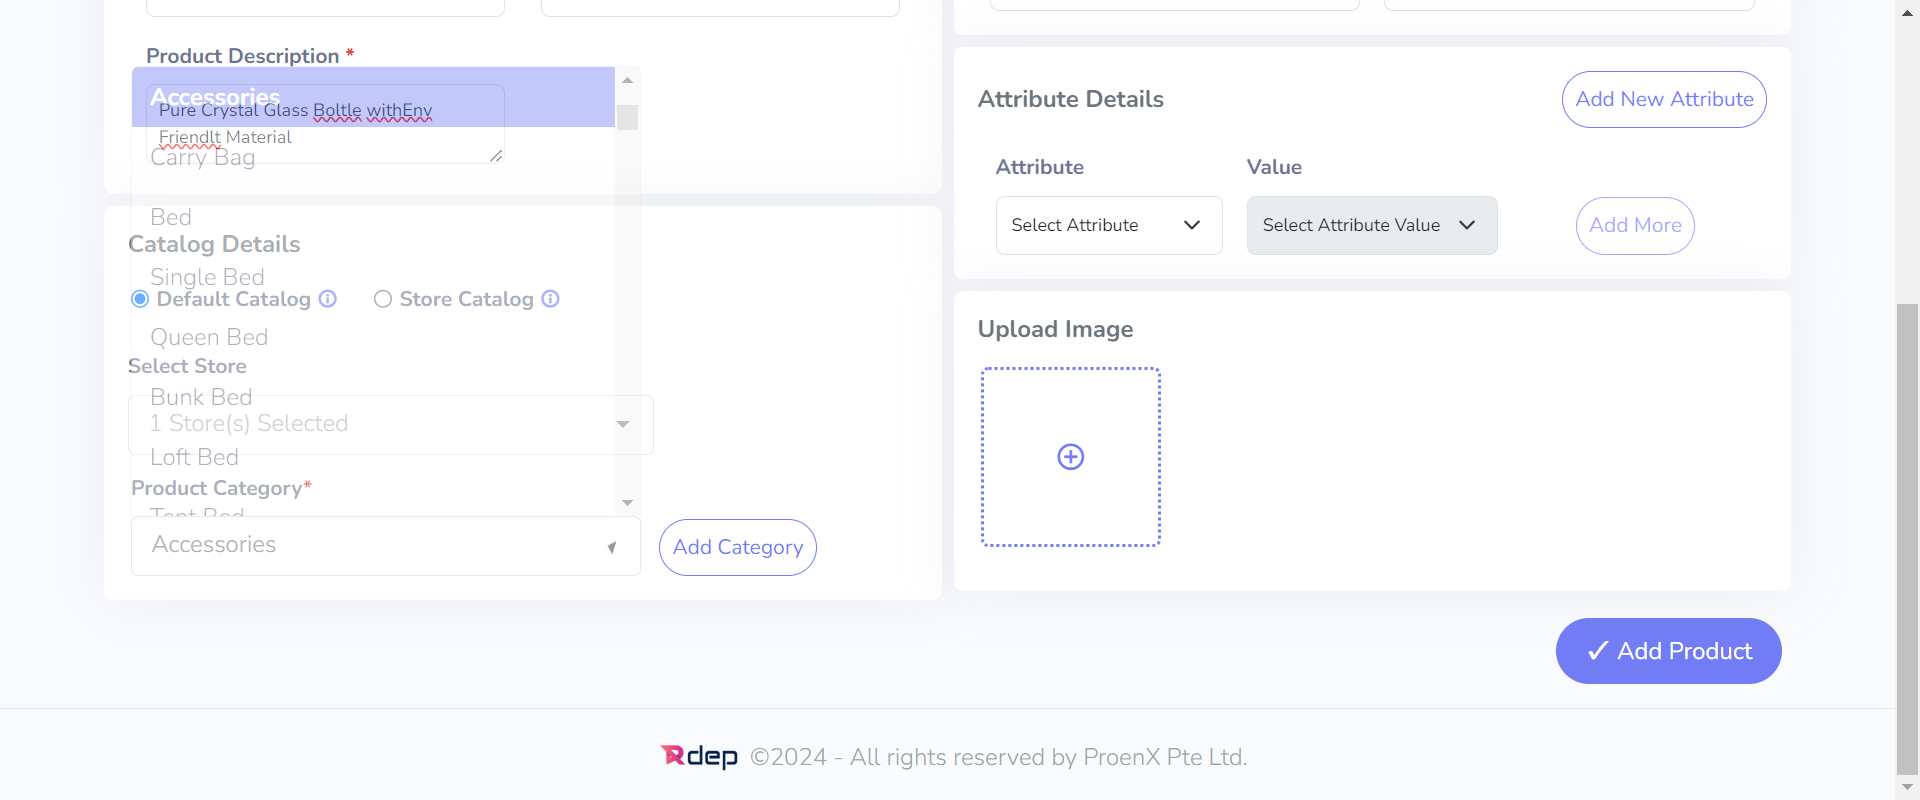 Product Description *
Accessories
Pure Crystal Glass Boltle withEnv
Friendlt Material
Carry Bag
Bed
Catalog Details
Single Bed
Default Catalog
Store Catalog
Queen Bed
Select Store
Bunk Bed
1 Store(s) Selected
Loft Bed
Product Category*
Tent Bed
Accessories
Add Category
Attribute Details
Add New Attribute
Attribute
Value
Select Attribute
Select Attribute Value
Add More
Upload Image
✓ Add Product
Rdep ©2024 - All rights reserved by ProenX Pte Ltd.